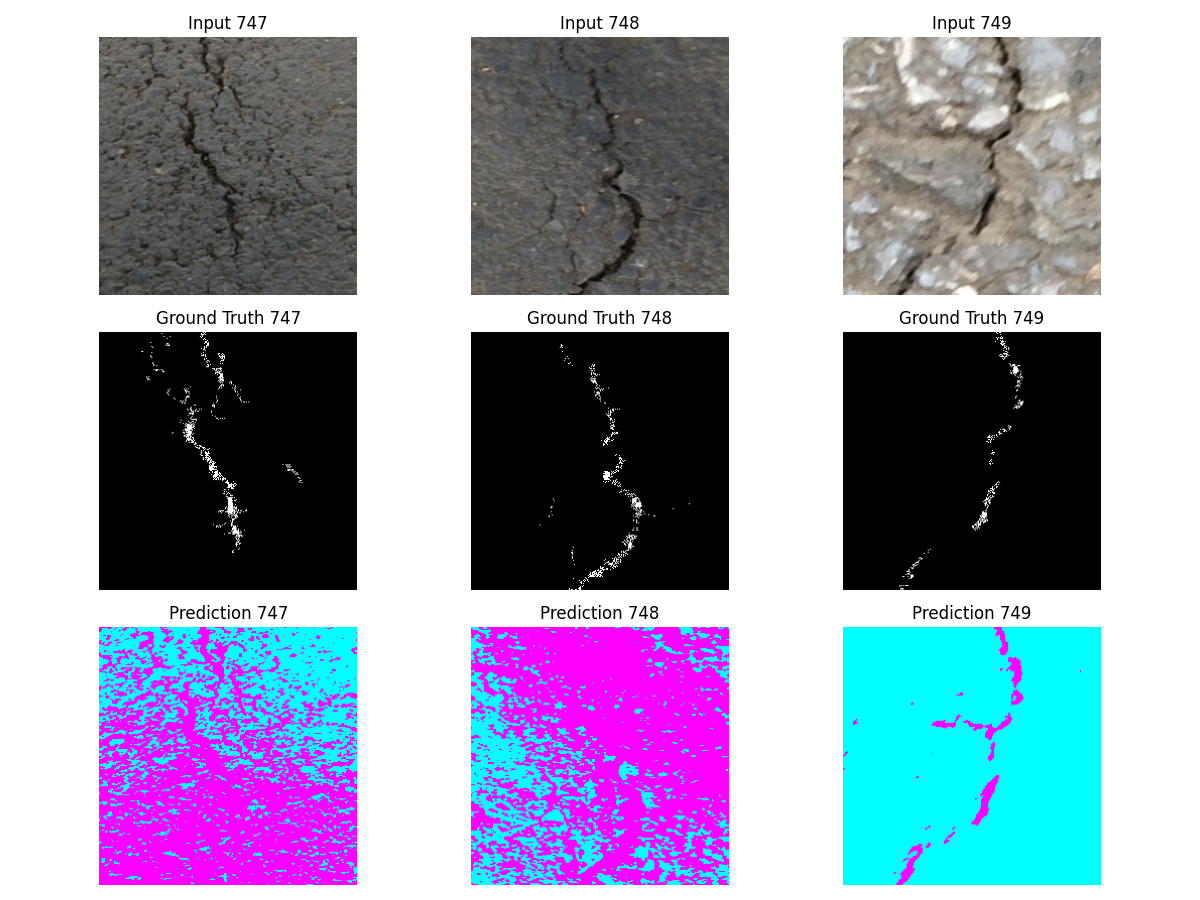 Input 747
Input 748
Input 749
Ground Truth 747
Ground Truth 748
Ground Truth 749
Prediction 747
Prediction 748
Prediction 749